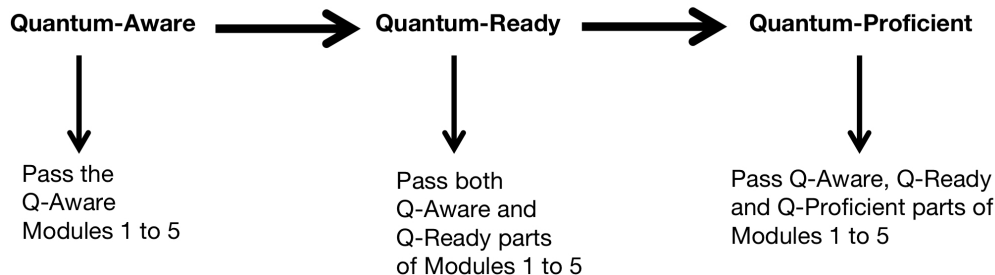 Quantum-Aware
Quantum-Ready
Quantum-Proficient
Pass the
Q-Aware
Modules 1 to 5
Pass both
Q-Aware and
Q-Ready parts
of Modules 1 to 5
Pass Q-Aware, Q-Ready
and Q-Proficient parts of
Modules 1 to 5